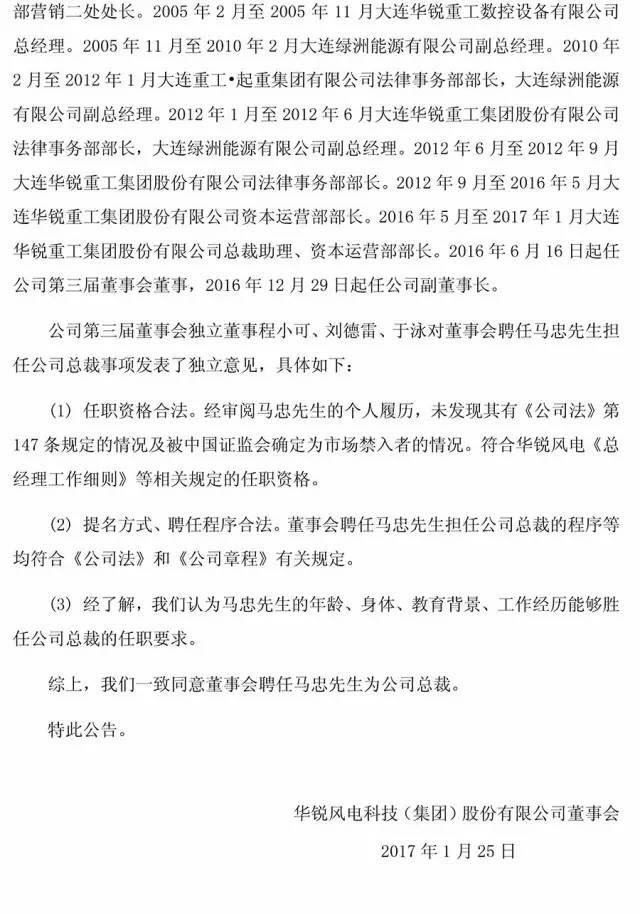 部营销二处处长。2005 年 2 月至 2005 年 11 月大连华锐重工数控设备有限公司
总经理。2005 年 11 月至 2010 年 2 月大连绿洲能源有限公司副总经理。2010 年
2 月至 2012 年 1 月大连重工•起重集团有限公司法律事务部部长，大连绿洲能源
有限公司副总经理。2012 年 1 月至 2012 年 6 月大连华锐重工集团股份有限公司
法律事务部部长，大连绿洲能源有限公司副总经理。2012 年 6 月至 2012 年 9 月
大连华锐重工集团股份有限公司法律事务部部长。2012 年 9 月至 2016 年 5 月大
连华锐重工集团股份有限公司资本运营部部长。2016 年 5 月至 2017 年 1 月大连
华锐重工集团股份有限公司总裁助理、资本运营部部长。2016 年 6 月 16 日起任
公司第三届董事会董事，2016 年 12 月 29 日起任公司副董事长。
公司第三届董事会独立董事程小可、刘德雷、于泳对董事会聘任马忠先生担
任公司总裁事项发表了独立意见，具体如下：
(1) 任职资格合法。经审阅马忠先生的个人履历，未发现其有《公司法》第
147 条规定的情况及被中国证监会确定为市场禁入者的情况。符合华锐风电《总
经理工作细则》等相关规定的任职资格。
(2) 提名方式、聘任程序合法。董事会聘任马忠先生担任公司总裁的程序等
均符合《公司法》和《公司章程》有关规定。
(3) 经了解，我们认为马忠先生的年龄、身体、教育背景、工作经历能够胜
任公司总裁的任职要求。
综上，我们一致同意董事会聘任马忠先生为公司总裁。
特此公告。
华锐风电科技（集团）股份有限公司董事会
2017 年 1 月 25 日